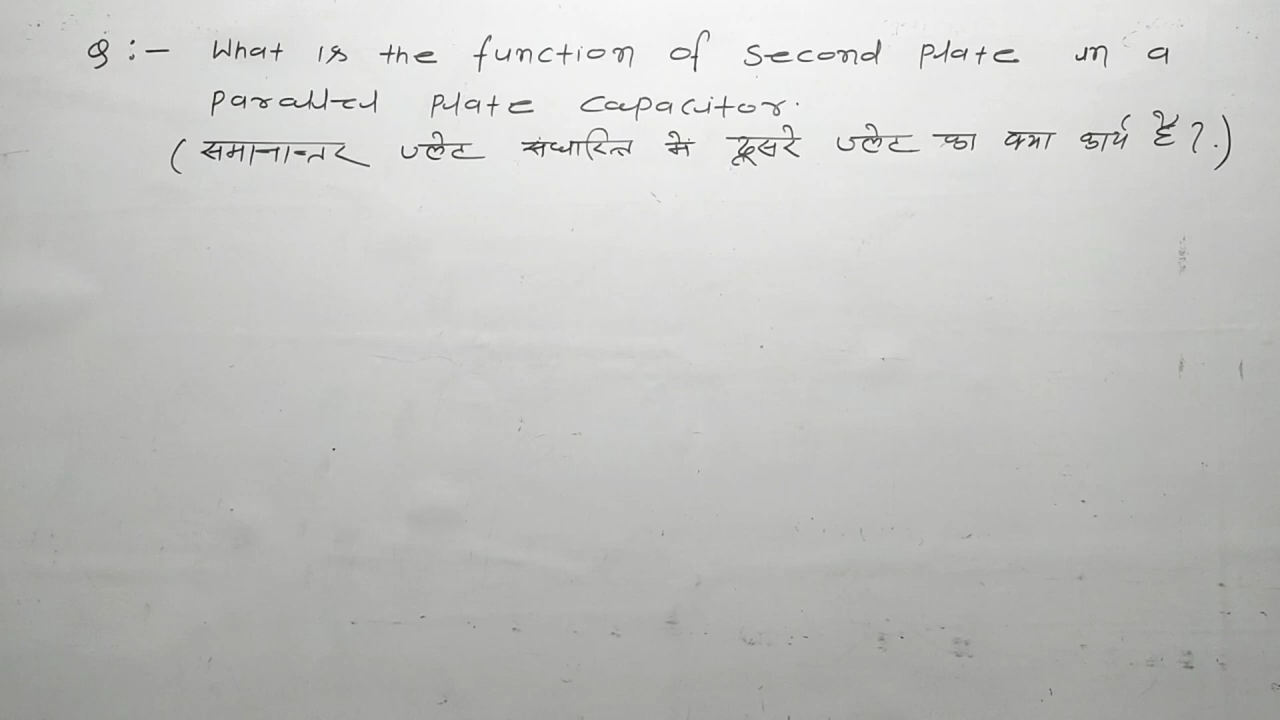 Q :- What is the function of second plate in a
parallel plate capacitor.
( समानान्तर प्लेट संधारित्र में दूसरे प्लेट का क्या कार्य है ?. )